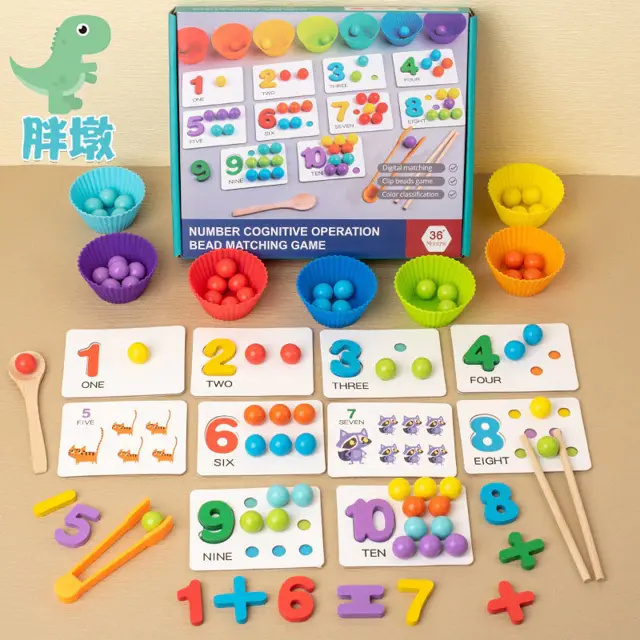 胖墩
1
ONE
2
TWO
3
THREE
4
FOUR
5
FIVE
6
SIX
7
SEVEN
8
EIGHT
9
9
NINE
10
TEN
Digital matching
Clip beads game
Color classification
NUMBER COGNITIVE OPERATION
BEAD MATCHING GAME
36+
MONTHS
1
ONE
2
TWO
3
THREE
4
FOUR
5
FIVE
6
SIX
7
SEVEN
8
EIGHT
9
NINE
10
TEN
8
- 5
÷
1 + 6 = 7 ×